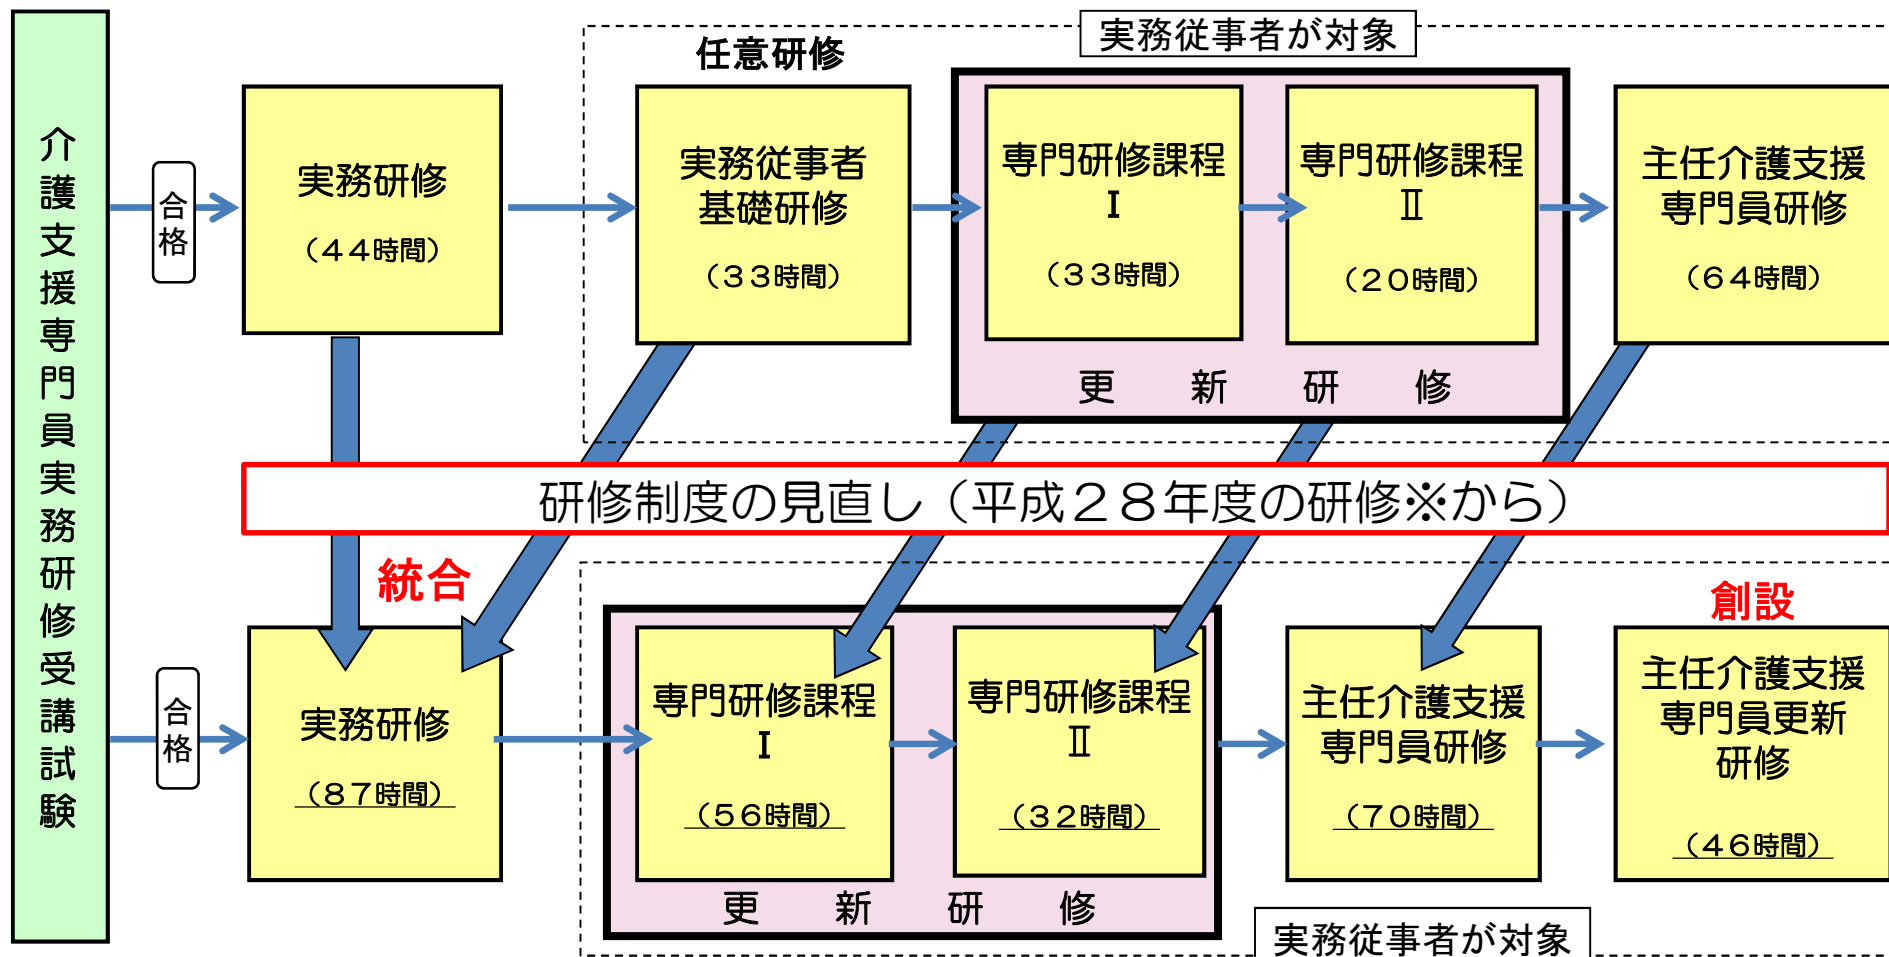 介護支援専門員実務研修受講試験
実務従事者が対象
任意研修
合格
実務研修
（４４時間）
実務従事者
基礎研修
（３３時間）
専門研修課程
Ⅰ
（３３時間）
専門研修課程
Ⅱ
（２０時間）
更新研修
主任介護支援
専門員研修
（６４時間）
研修制度の見直し（平成２８年度の研修※から）
統合
創設
合格
実務研修
（８７時間）
専門研修課程
Ⅰ
（５６時間）
専門研修課程
Ⅱ
（３２時間）
更新研修
主任介護支援
専門員研修
（７０時間）
主任介護支援
専門員更新
研修
（４６時間）
実務従事者が対象